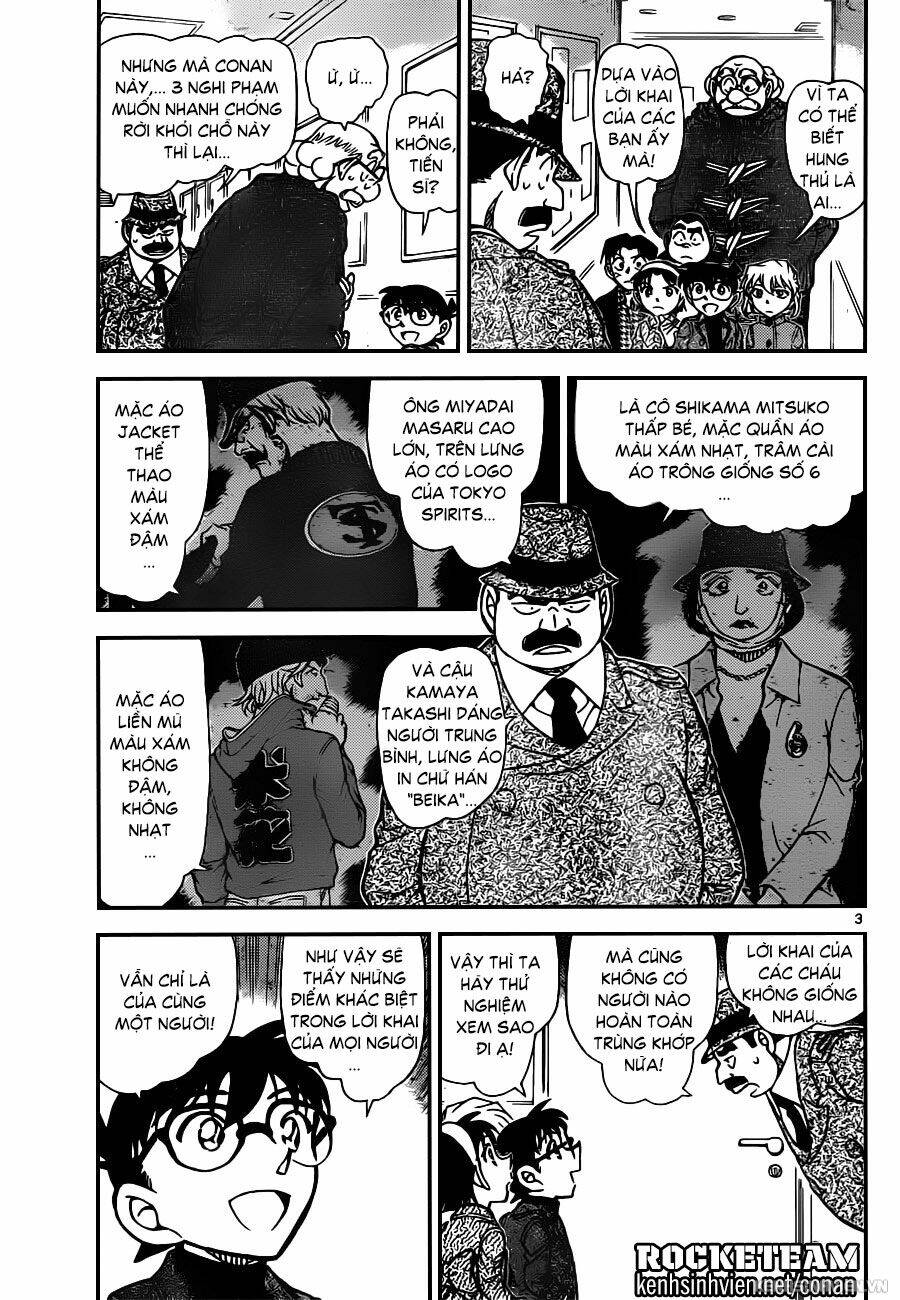 VÌ TA
CÓ THỂ
BIẾT
HUNG
THỦ LÀ
AI...
DỰA VÀO
LỜI KHAI
CỦA CÁC
BẠN ẤY
MÀ!
HẢ?
PHẢI
KHÔNG,
TIẾN
SĨ?
Ừ, Ừ...
NHƯNG MÀ CONAN
NÀY,... 3 NGHI PHẠM
MUỐN NHANH CHÓNG
RỜI KHỎI CHỖ NÀY
THÌ LẠI...
LÀ CÔ SHIKAMA MITSUKO
THẤP BÉ, MẶC QUẦN ÁO
MÀU XÁM NHẠT, TRÂM CÀI
ÁO TRÔNG GIỐNG SỐ 6
...
ÔNG MIYADAI
MASARU CAO
LỚN, TRÊN LƯNG
ÁO CÓ LOGO
CỦA TOKYO
SPIRITS...
MẶC ÁO
JACKET
THỂ
THAO
MÀU
XÁM
ĐẬM
...
TS
VÀ CẬU
KAMAYA
TAKASHI DÁNG
NGƯỜI TRUNG
BÌNH, LƯNG ÁO
IN CHỮ HÁN
"BEIKA"...
MẶC ÁO
LIỀN MŨ
MÀU XÁM
KHÔNG
ĐẬM,
KHÔNG
NHẠT
...
米花
3
LỜI KHAI CỦA
CÁC CHÁU
KHÔNG GIỐNG
NHAU...
MÀ CŨNG
KHÔNG CÓ
NGƯỜI NÀO
HOÀN TOÀN
TRÙNG KHỚP
NỮA!
VẬY THÌ TA
HÃY THỬ
NGHIỆM
XEM SAO
ĐI Ạ!
NHƯ VẬY SẼ
THẤY NHỮNG
ĐIỂM KHÁC BIỆT
TRONG LỜI KHAI
CỦA MỌI NGƯỜI
...
VẪN CHỈ LÀ
CỦA CÙNG
MỘT NGƯỜI!
ROCKETEAM
kenhsinhvien.net/conan